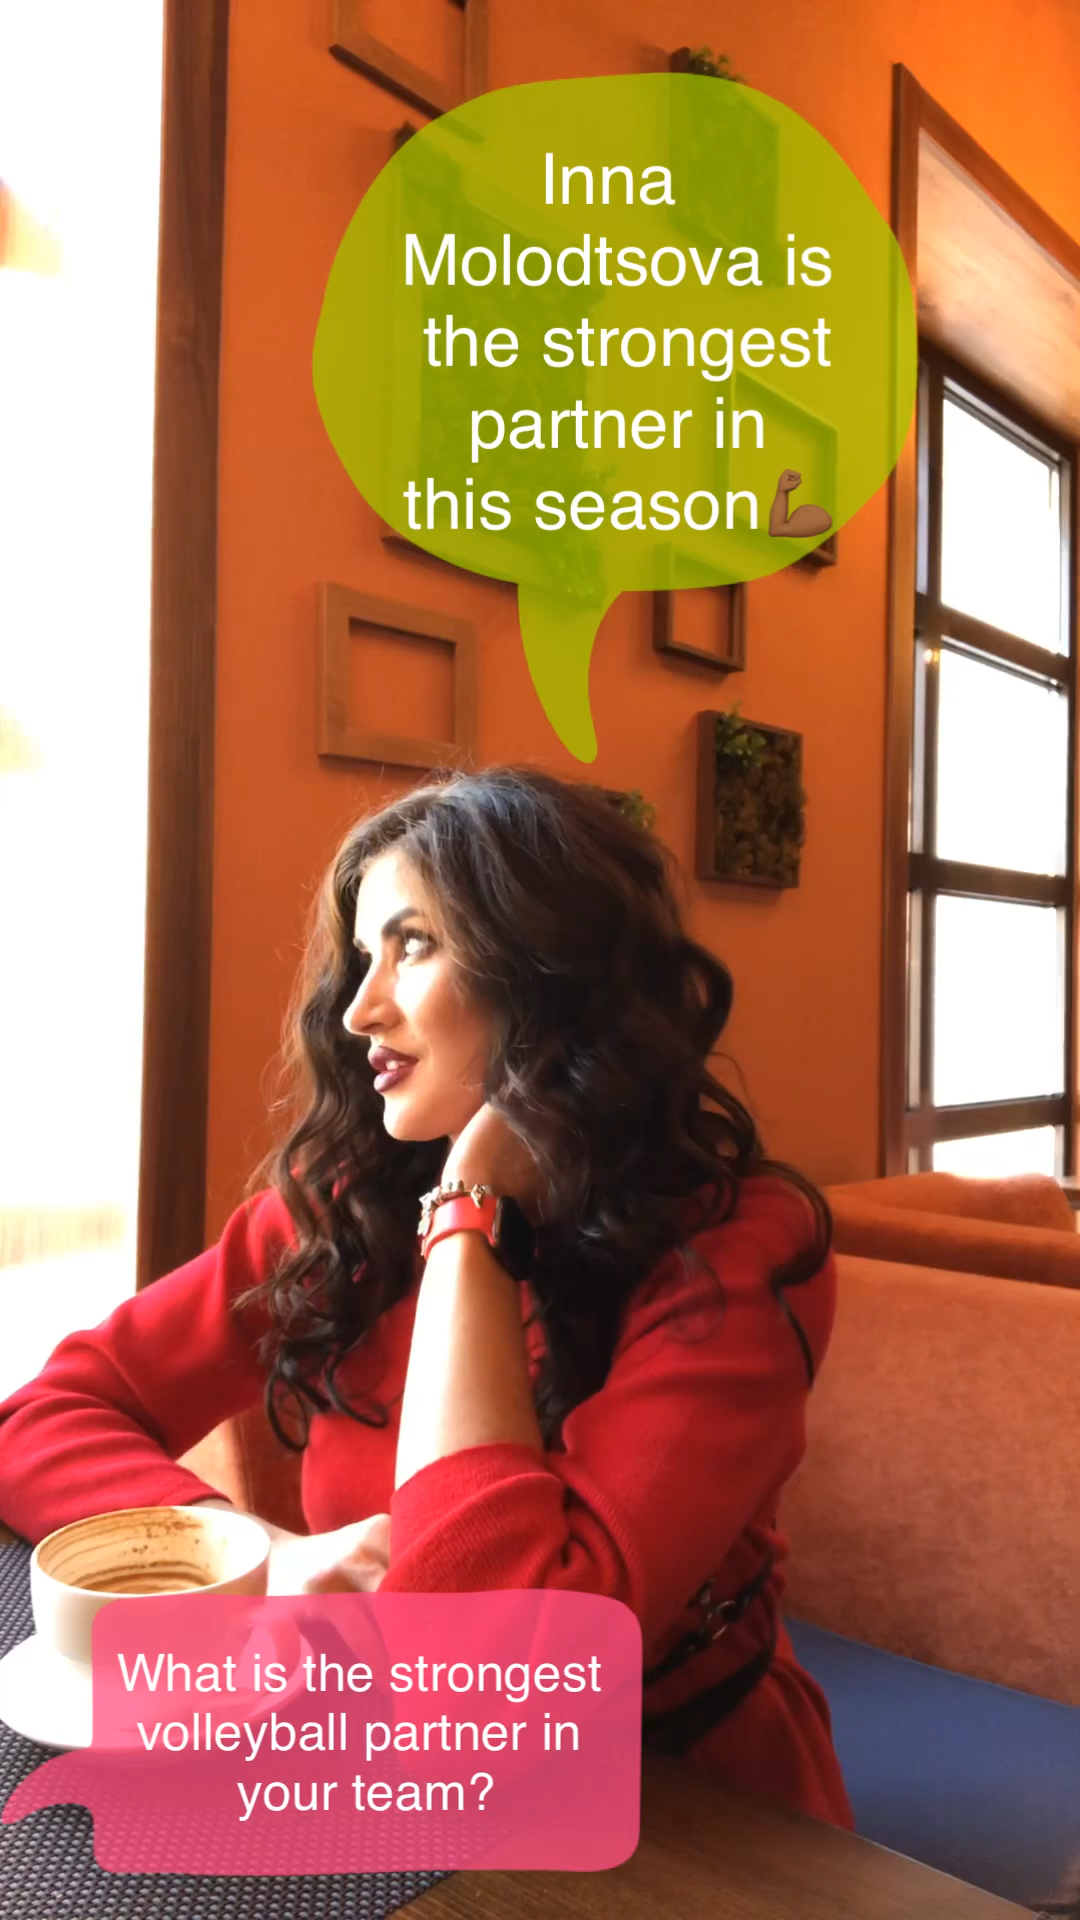 Inna
Molodtsova is
the strongest
partner in
this season💪🏾
What is the strongest
volleyball partner in
your team?